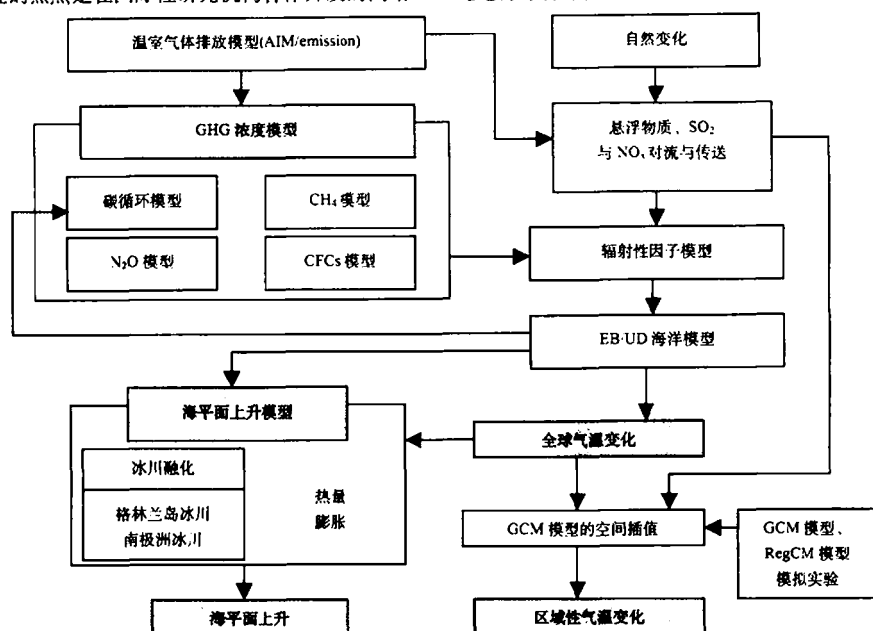 温室气体排放模型(AIM/emission)
自然变化
GHG 浓度模型
悬浮物质、SO₂
与 NOₓ 对流与传送
碳循环模型
CH₄ 模型
N₂O 模型
CFCs 模型
辐射性因子模型
EB·UD 海洋模型
海平面上升模型
全球气温变化
冰川融化
格林兰岛冰川
南极洲冰川
热量
膨胀
GCM 模型的空间插值
GCM 模型、
RegCM 模型
模拟实验
海平面上升
区域性气温变化